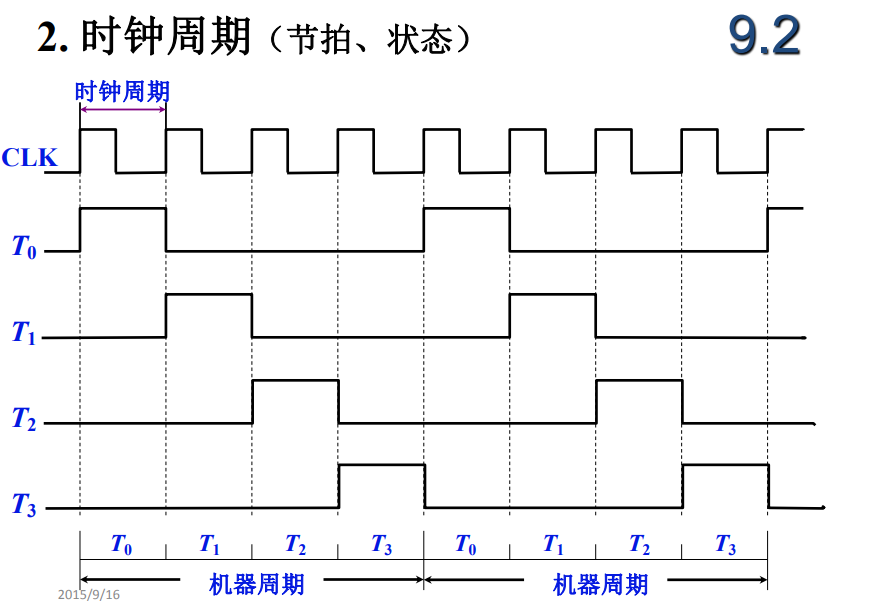 2. 时钟周期（节拍、状态）
9.2
时钟周期
CLK
T0
T1
T2
T3
T0 T1 T2 T3 T0 T1 T2 T3
机器周期 机器周期
2015/9/16